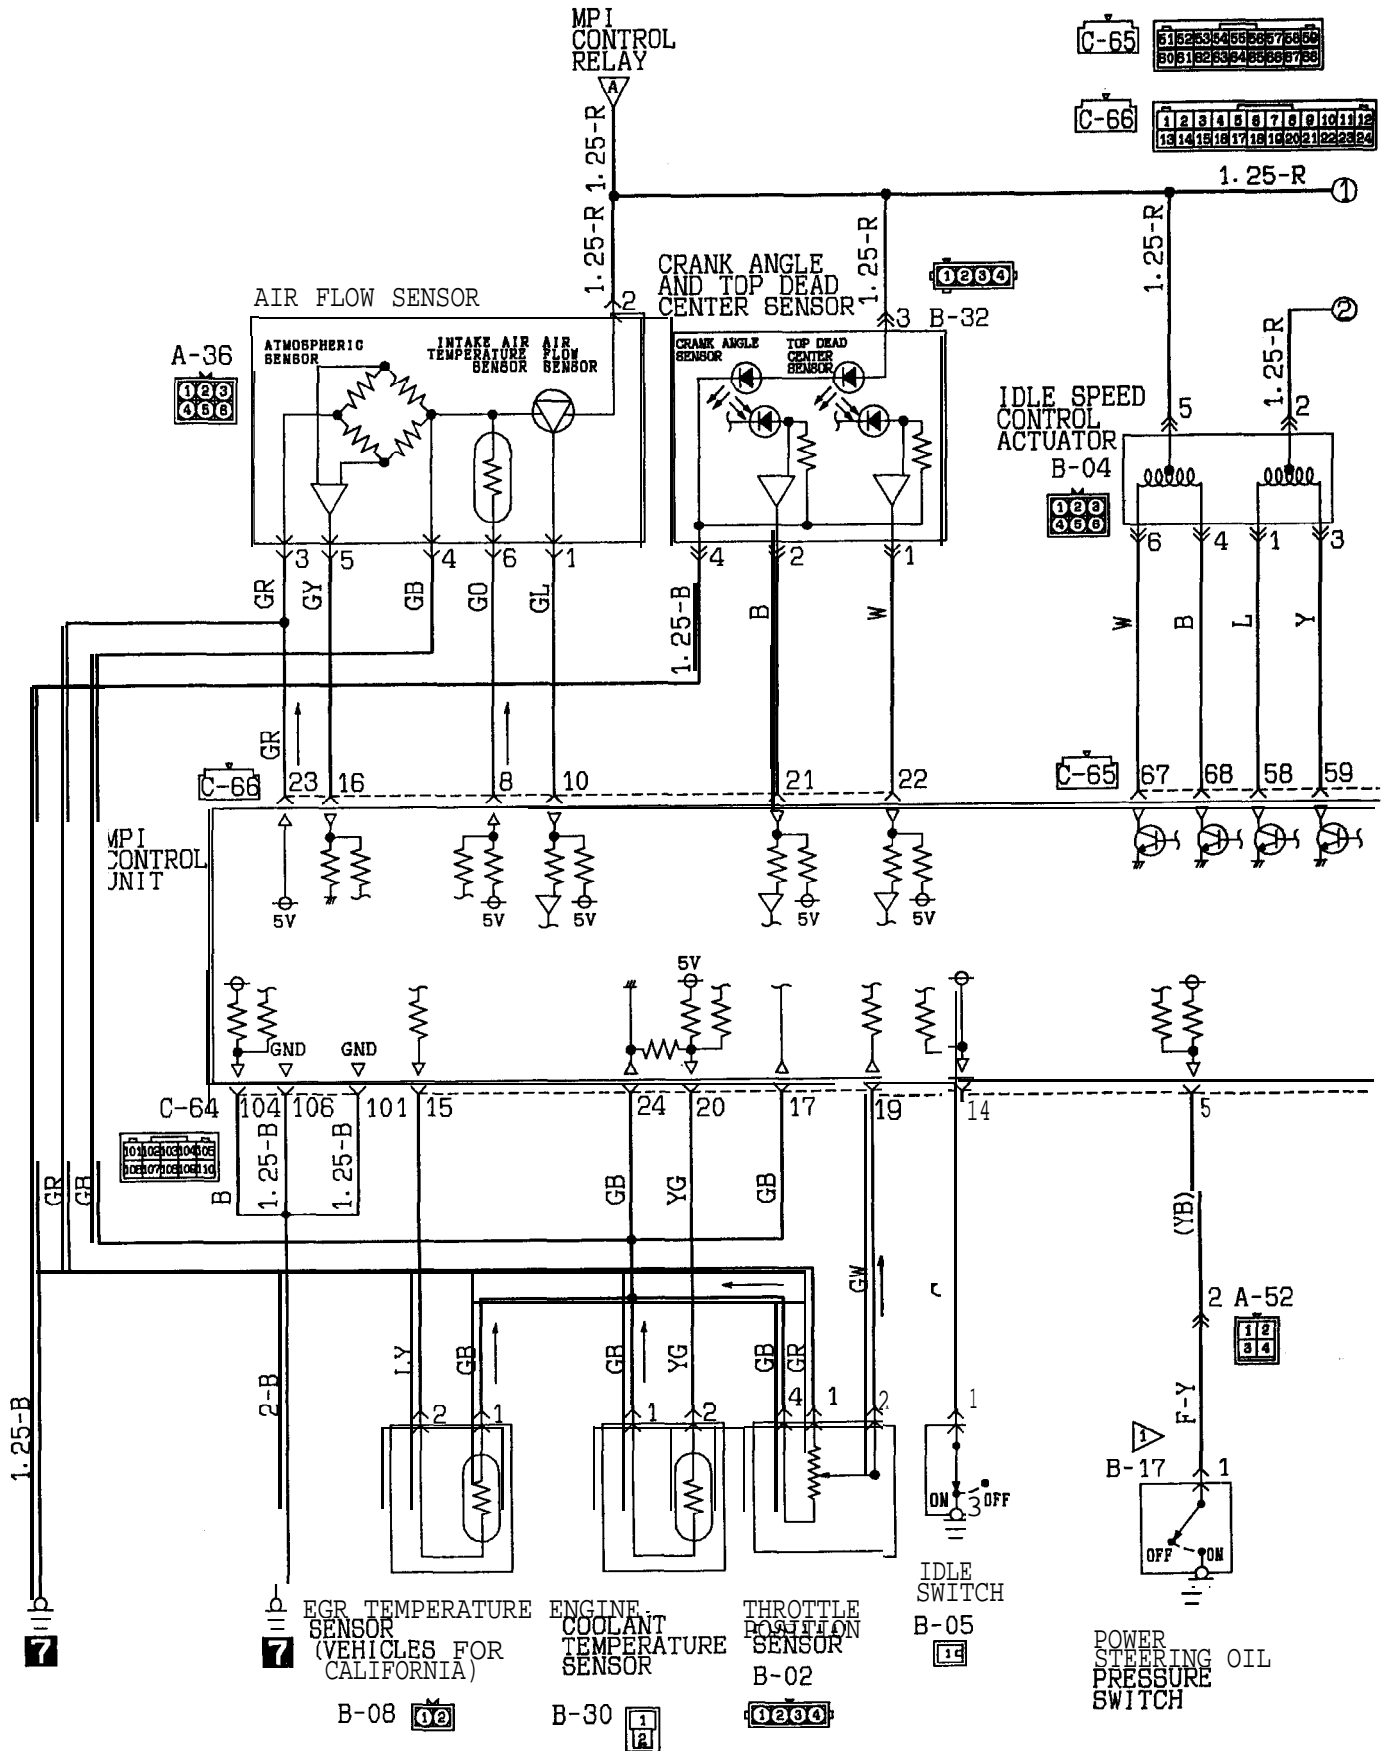 MPI
CONTROL
RELAY
A
C-65
51 52 53 54 55 56 57 58 59
60 61 62 63 64 65 66 67 68
C-66
1 2 3 4 5 6 7 8 9 10 11 12
13 14 15 16 17 18 19 20 21 22 23 24
1.25-R
1.25-R
1
1.25-R
1.25-R
1.25-R
1.25-R
2
AIR FLOW SENSOR
2
CRANK ANGLE
AND TOP DEAD
CENTER SENSOR
1 2 3 4
3 B-32
A-36
1 2 3
4 5 6
ATMOSPHERIC
SENSOR
INTAKE AIR
TEMPERATURE
SENSOR
AIR
FLOW
SENSOR
CRANK ANGLE
SENSOR
TOP DEAD
CENTER
SENSOR
IDLE SPEED
CONTROL
ACTUATOR
B-04
1 2 3
4 5 6
5 2
3 5 4 6 1
4 2 1
6 4 1 3
GR GY GB GO GL
1.25-B B W
W B L Y
GR
C-66 23 16 8 10 21 22
C-65 67 68 58 59
MPI
CONTROL
UNIT
5V 5V 5V 5V 5V
5V
GND GND
C-64 104 106 101 15 24 20 17 19 14 5
101 102 103 104 105
106 107 108 109 110
GR GB B 1.25-B 1.25-B
GB YG GB
(YB)
GW
2 A-52
1 2
3 4
1.25-B 2-B LY GB GB YG GB GR
2 1 1 2 4 1 2 1
1
B-17 1
ON 3 OFF
OFF ON
7
7
EGR TEMPERATURE
SENSOR
(VEHICLES FOR
CALIFORNIA)
B-08
1 2
ENGINE
COOLANT
TEMPERATURE
SENSOR
B-30
1
2
THROTTLE
POSITION
SENSOR
B-02
1 2 3 4
IDLE
SWITCH
B-05
POWER
STEERING OIL
PRESSURE
SWITCH